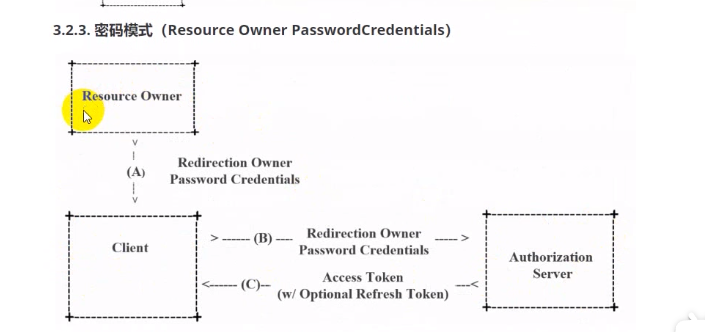 3.2.3. 密码模式（Resource Owner PasswordCredentials）
Resource Owner
(A)
Redirection Owner
Password Credentials
Client
(B)
Redirection Owner
Password Credentials
(C)
Access Token
(w/ Optional Refresh Token)
Authorization
Server